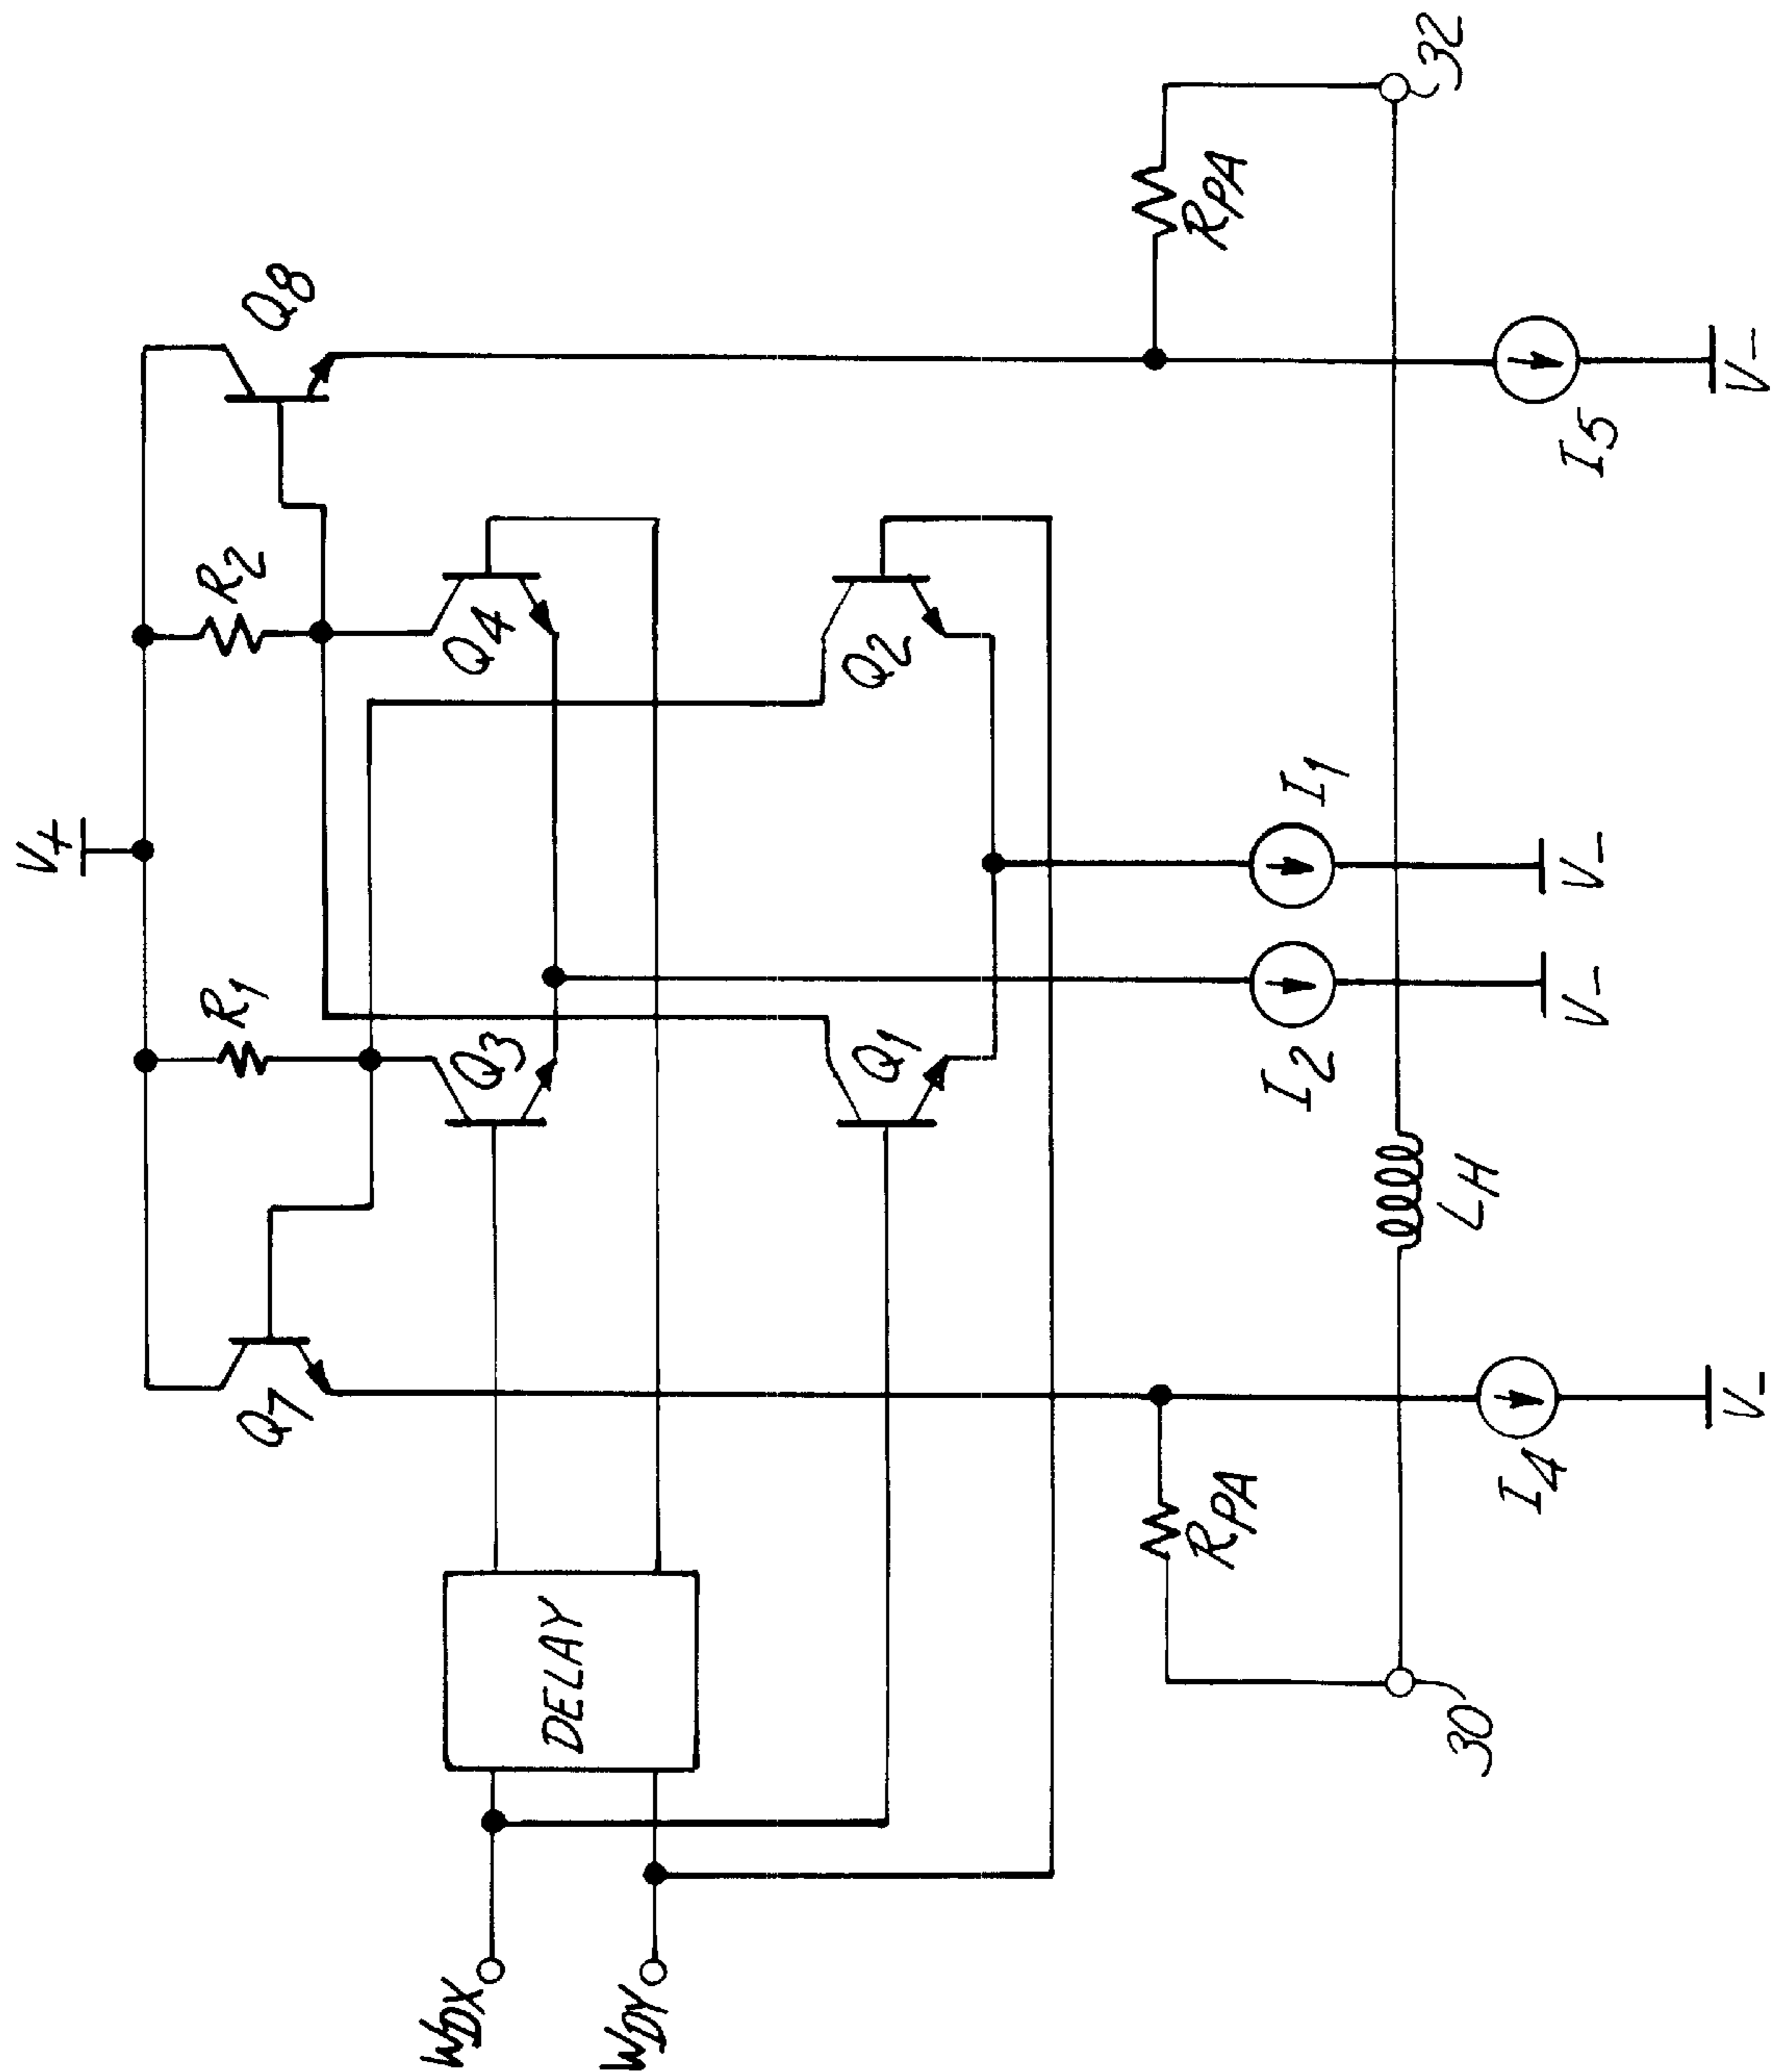 V+
R1
R2
Q7
Q8
Q3
Q4
Q1
Q2
WDX
WDY
DELAY
I2
I1
RPA
RPA
LH
30
32
I4
I5
V-
V-
V-
V-